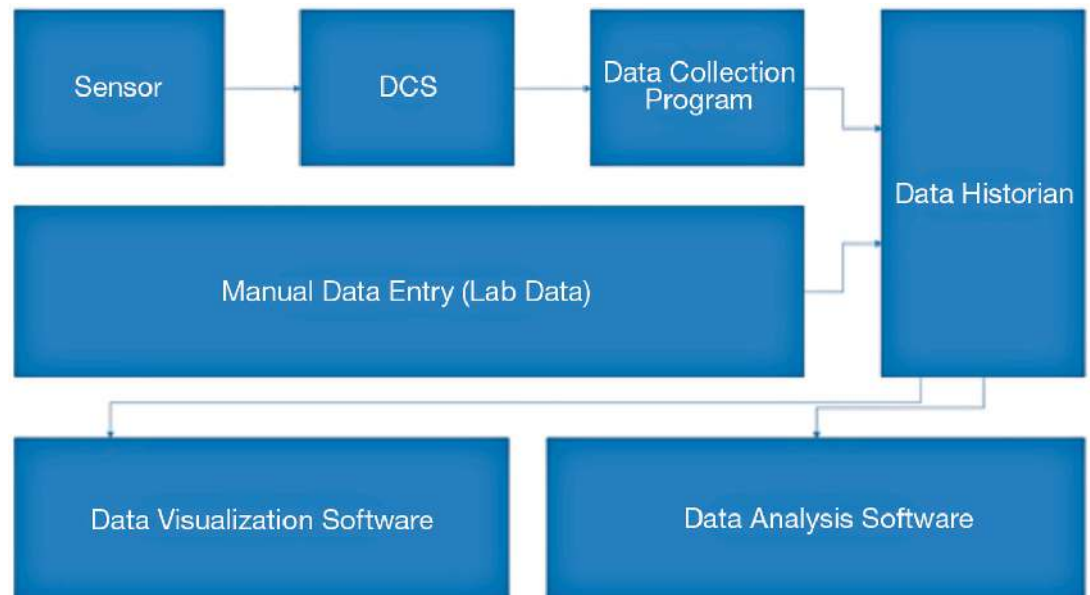 Sensor
DCS
Data Collection
Program
Data Historian
Manual Data Entry (Lab Data)
Data Visualization Software
Data Analysis Software